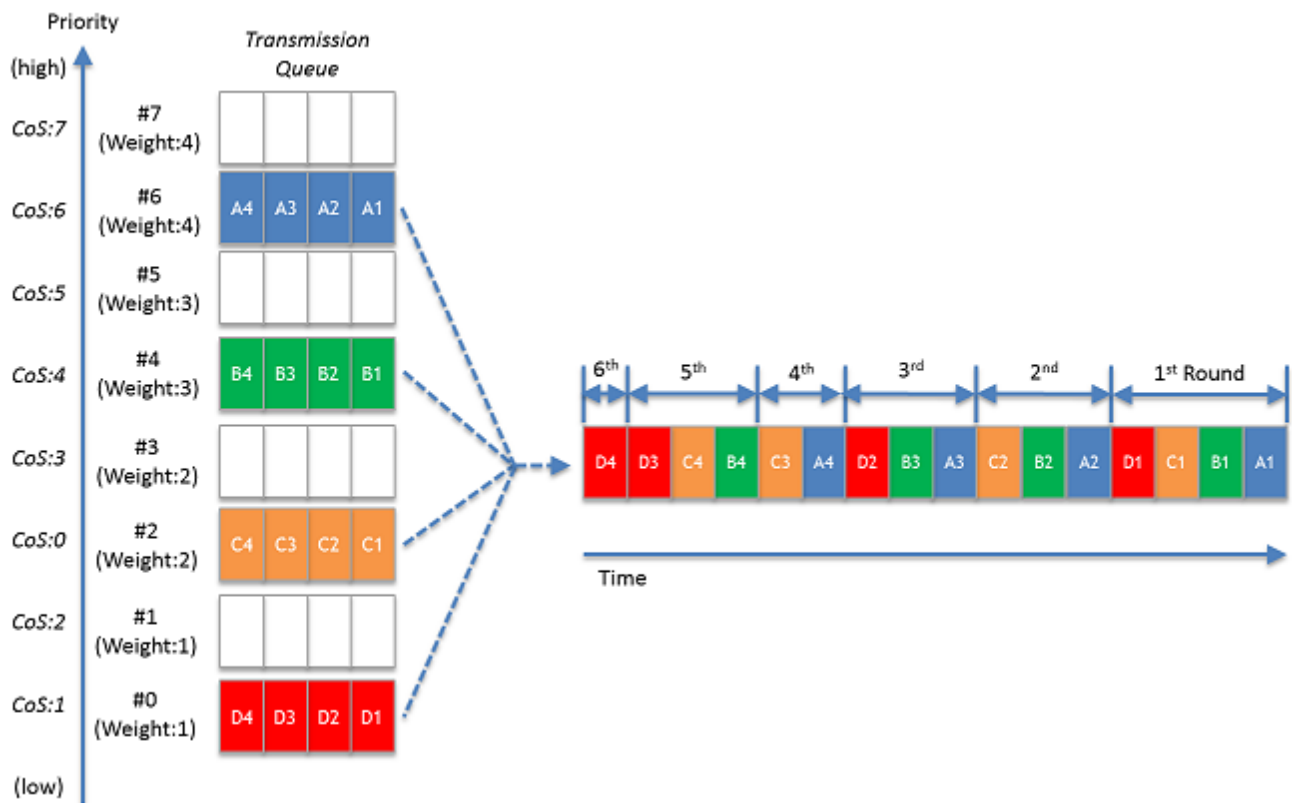 Priority
(high)
Transmission
Queue
CoS:7
#7
(Weight:4)
CoS:6
#6
(Weight:4)
A4 A3 A2 A1
CoS:5
#5
(Weight:3)
CoS:4
#4
(Weight:3)
B4 B3 B2 B1
CoS:3
#3
(Weight:2)
CoS:0
#2
(Weight:2)
C4 C3 C2 C1
CoS:2
#1
(Weight:1)
CoS:1
#0
(Weight:1)
D4 D3 D2 D1
(low)
6th 5th 4th 3rd 2nd 1st Round
D4 D3 C4 B4 C3 A4 D2 B3 A3 C2 B2 A2 D1 C1 B1 A1
Time